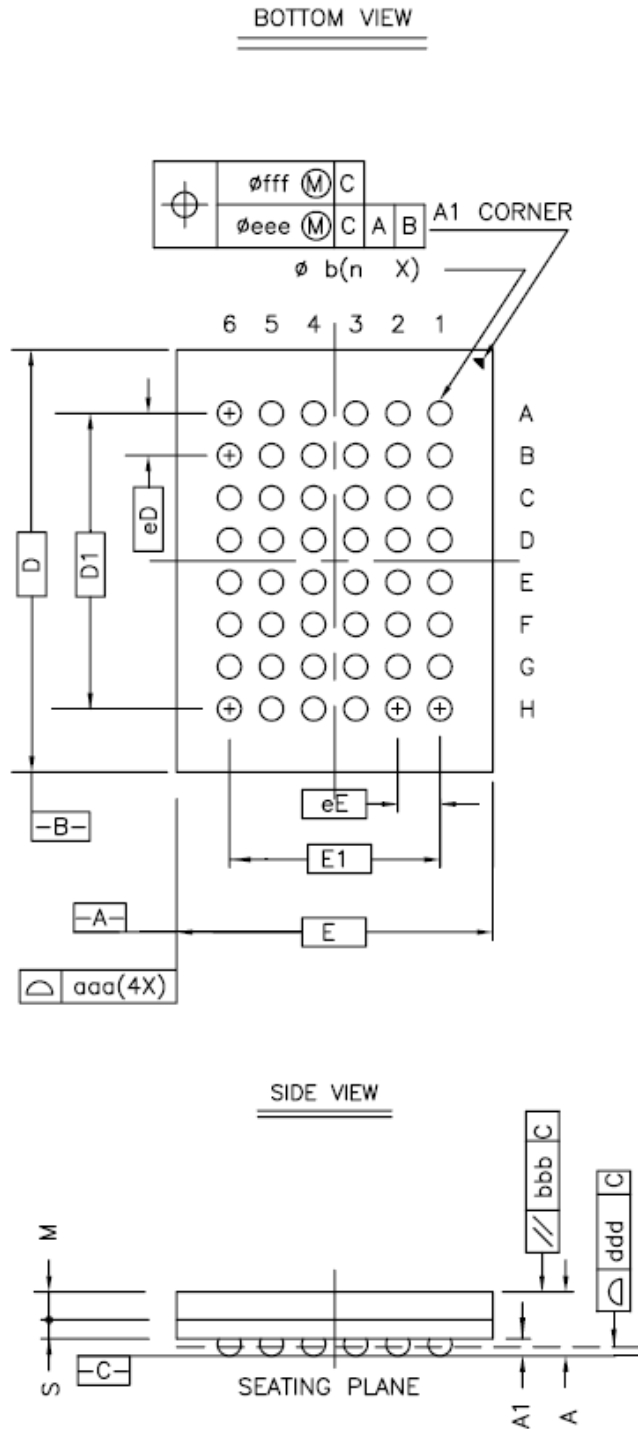 BOTTOM VIEW
⌖ øfff Ⓜ C
øeee Ⓜ C A B
A1 CORNER
ø b(n X)
6 5 4 3 2 1
A
B
C
D
E
F
G
H
eD
D1
D
eE
-B-
E1
-A-
E
⌓ aaa(4X)
SIDE VIEW
// bbb C
⌓ ddd C
M
S
-C-
SEATING PLANE
A1
A